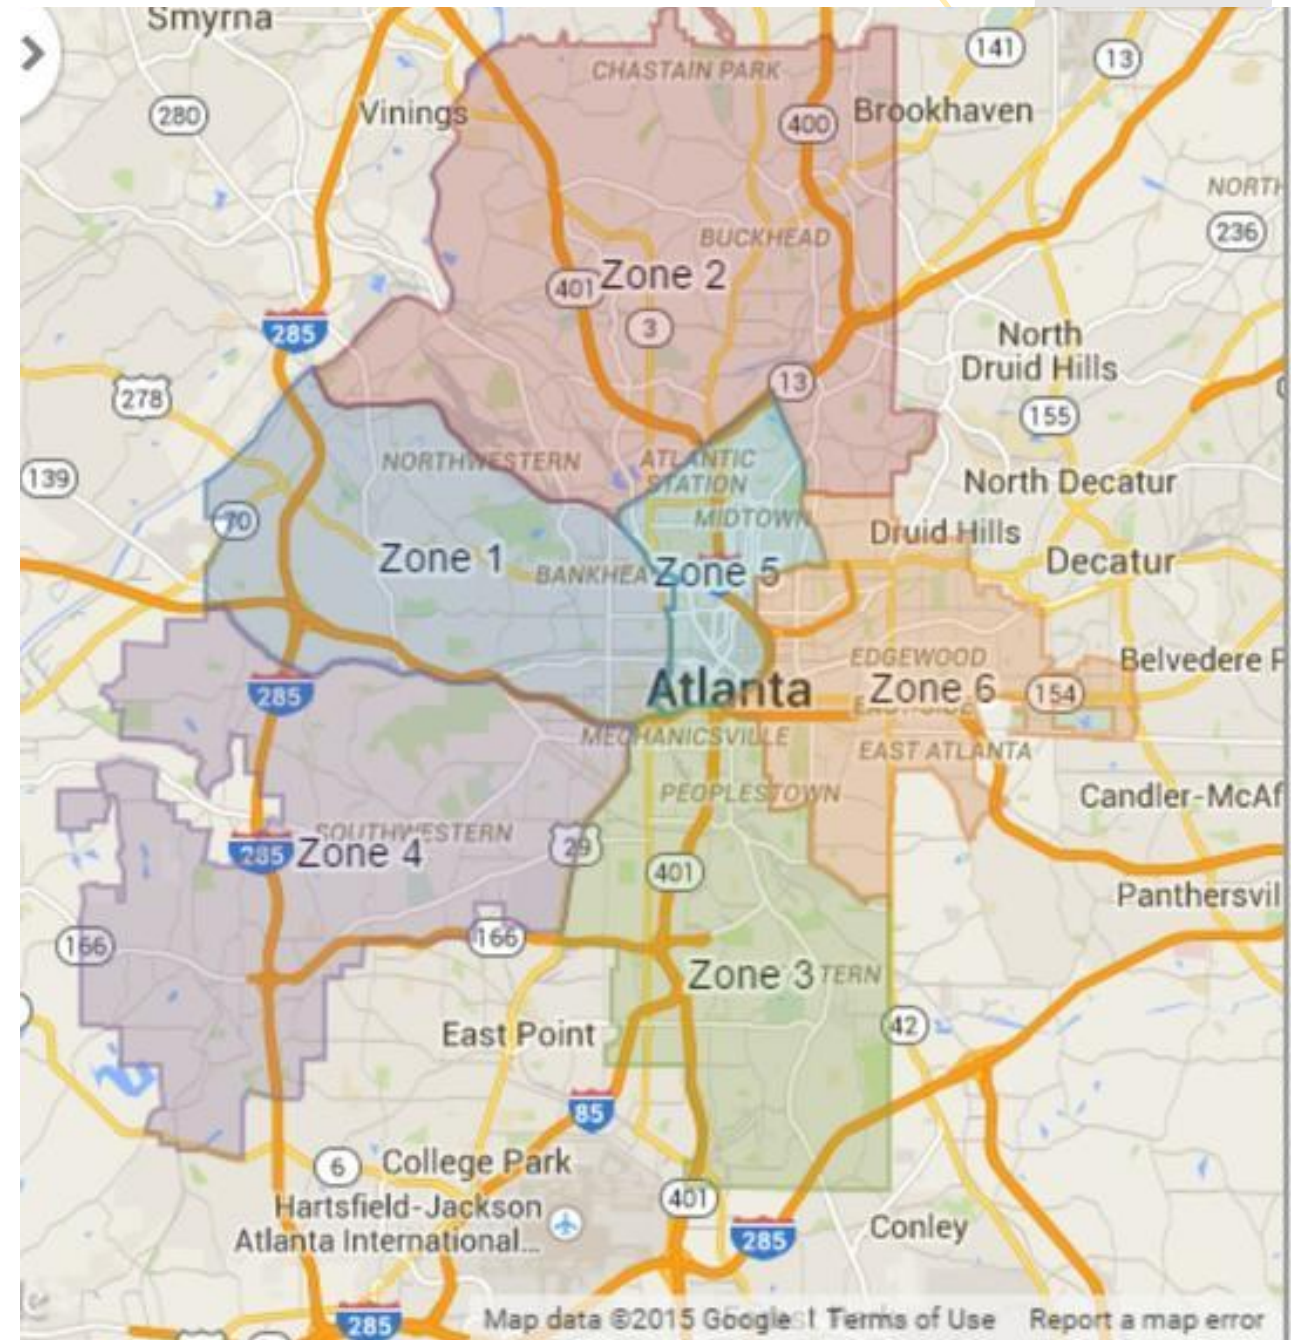 Smyrna
141
13
CHASTAIN PARK
280
Vinings
400
Brookhaven
NORTH
236
BUCKHEAD
401
Zone 2
285
3
North
Druid Hills
13
278
155
ATLANTIC
STATION
NORTHWESTERN
139
North Decatur
MIDTOWN
70
Druid Hills
Zone 1
Decatur
BANKHEA
Zone 5
EDGEWOOD
Belvedere P
285
Atlanta
Zone 6
154
MECHANICSVILLE
EAST ATLANTA
PEOPLESTOWN
Candler-McAf
SOUTHWESTERN
285
Zone 4
29
401
Panthersvil
166
166
Zone 3
TERN
East Point
42
85
6
College Park
401
Hartsfield-Jackson
Atlanta International...
285
Conley
285
Map data ©2015 Google
Terms of Use
Report a map error